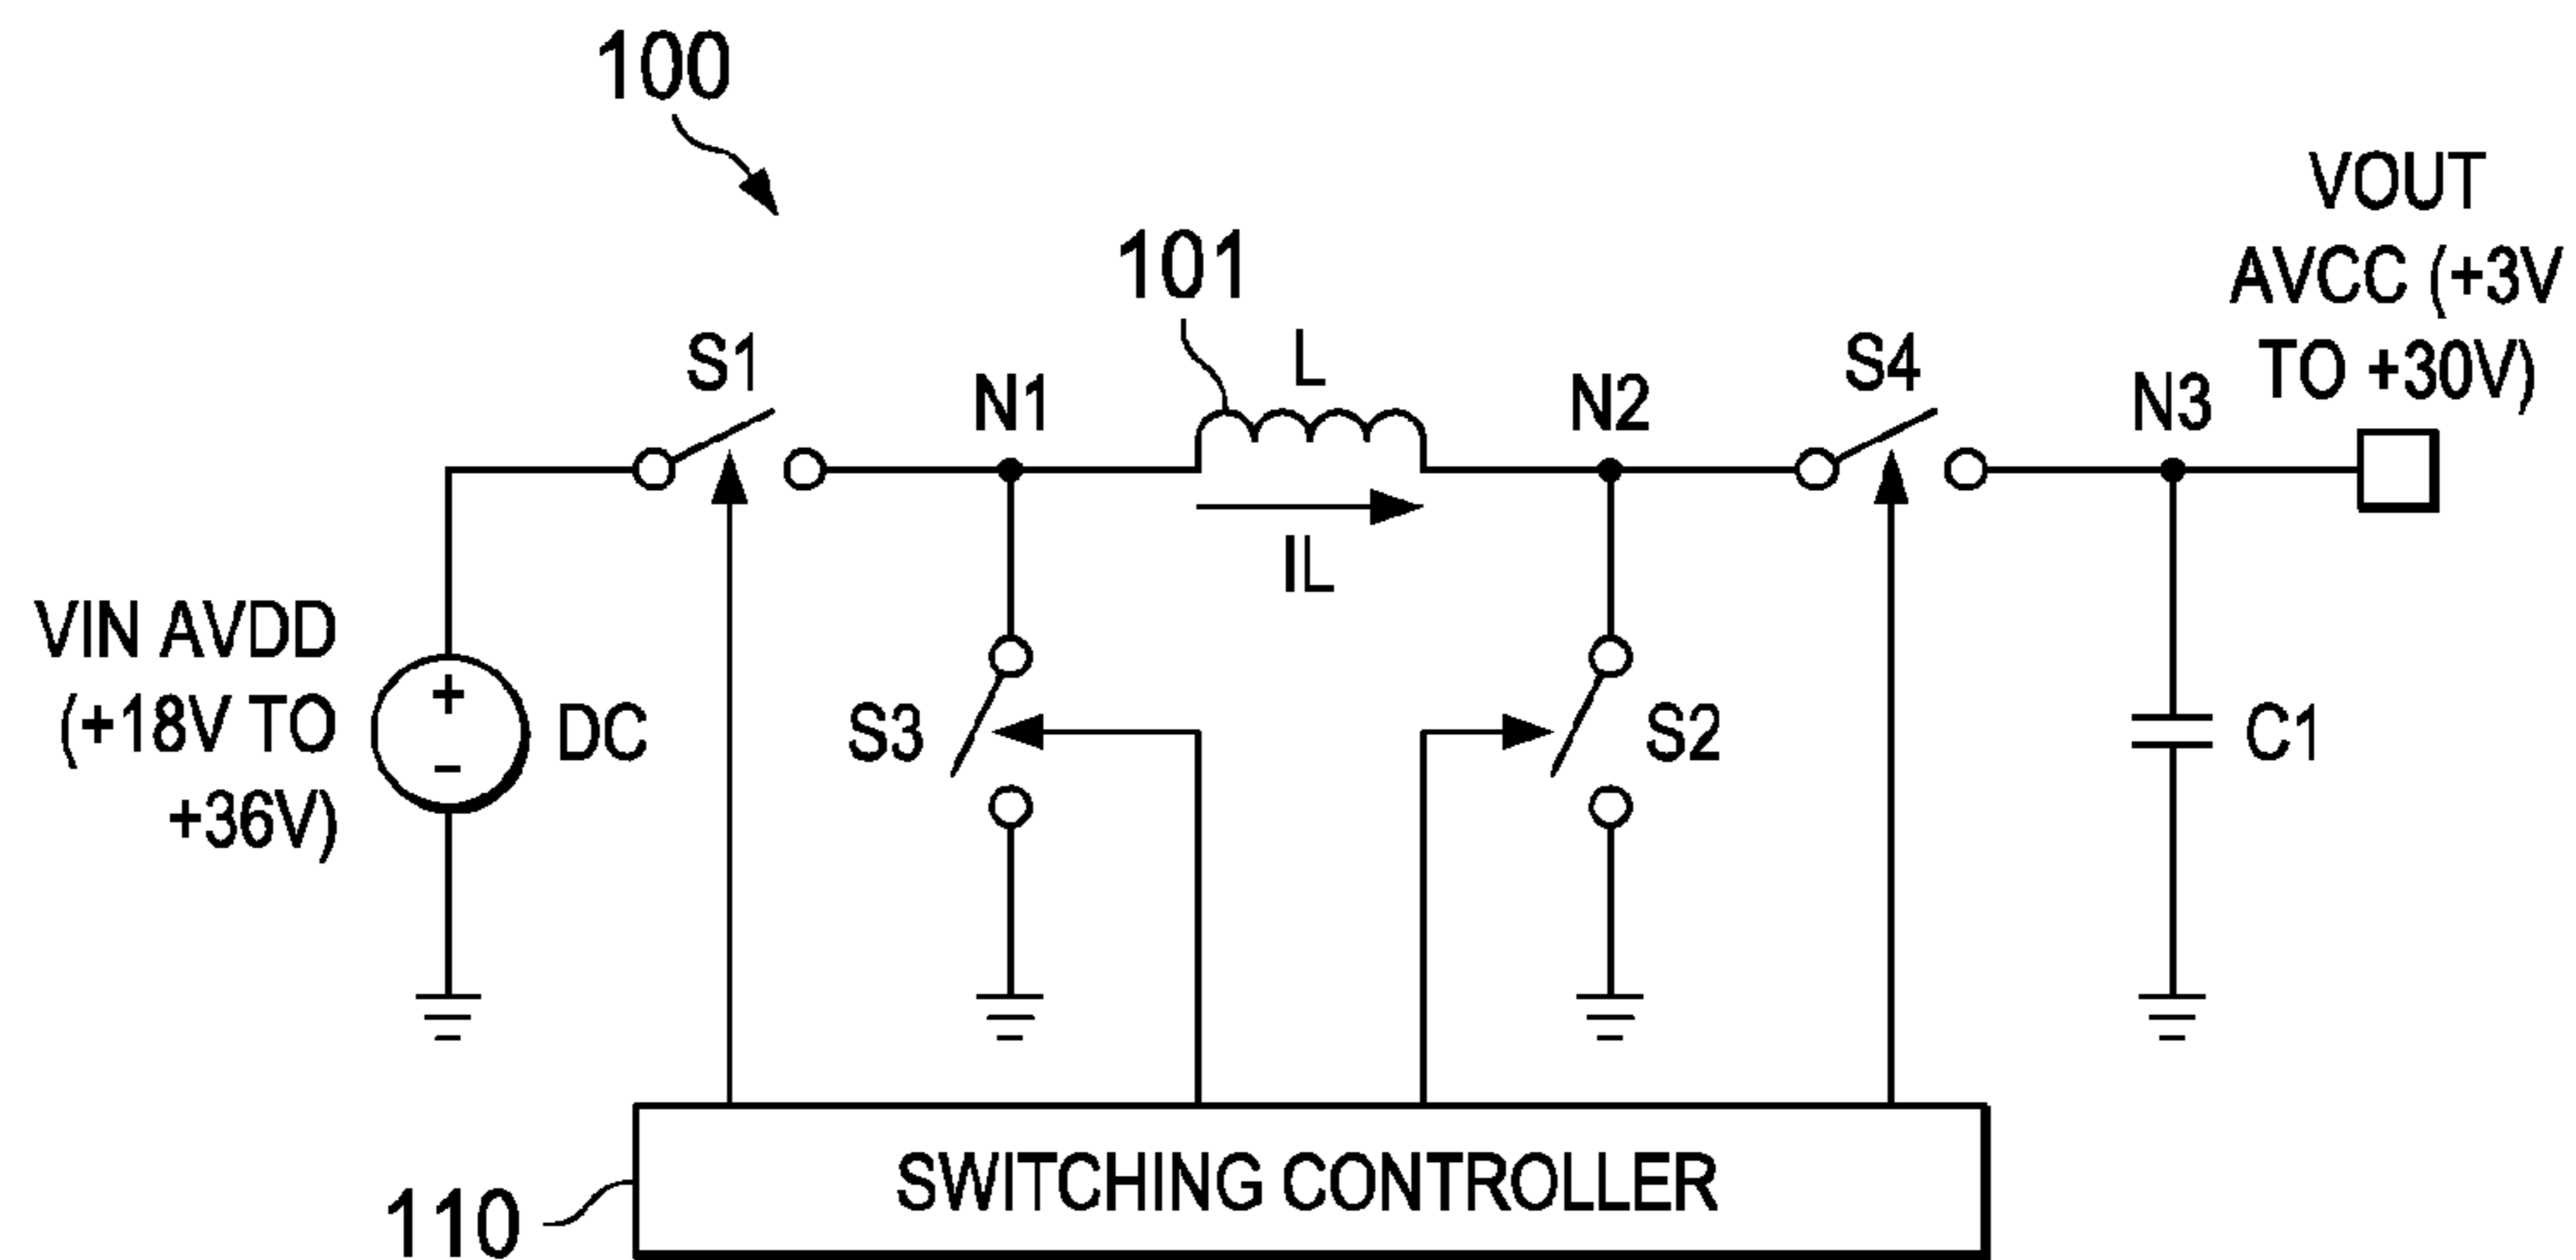 100
VOUT
AVCC (+3V
TO +30V)
101
L
S1
N1
N2
S4
N3
IL
VIN AVDD
(+18V TO
+36V)
+
-
DC
S3
S2
C1
SWITCHING CONTROLLER
110